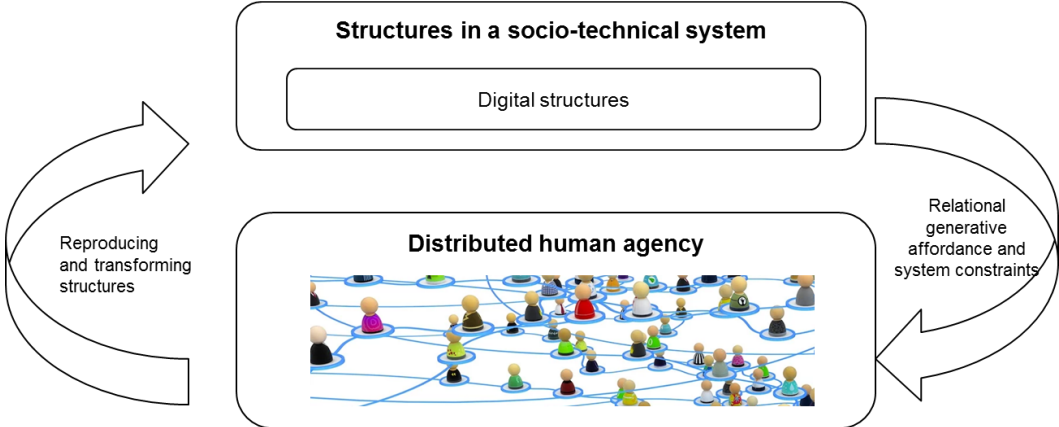 Structures in a socio-technical system
Digital structures
Reproducing
and transforming
structures
Relational
generative
affordance and
system constraints
Distributed human agency